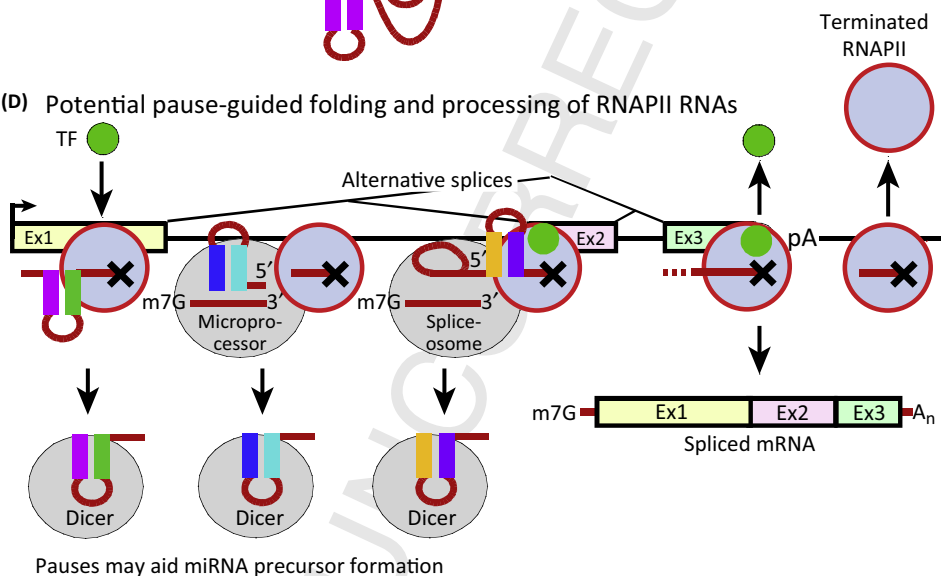 Terminated
RNAPII
(D) Potential pause-guided folding and processing of RNAPII RNAs
TF
Alternative splices
Ex1
Ex2
Ex3
pA
5′
5′
m7G
3′
m7G
3′
Micropro-
cessor
Splice-
osome
m7G
Ex1
Ex2
Ex3
An
Spliced mRNA
Dicer
Dicer
Dicer
Pauses may aid miRNA precursor formation